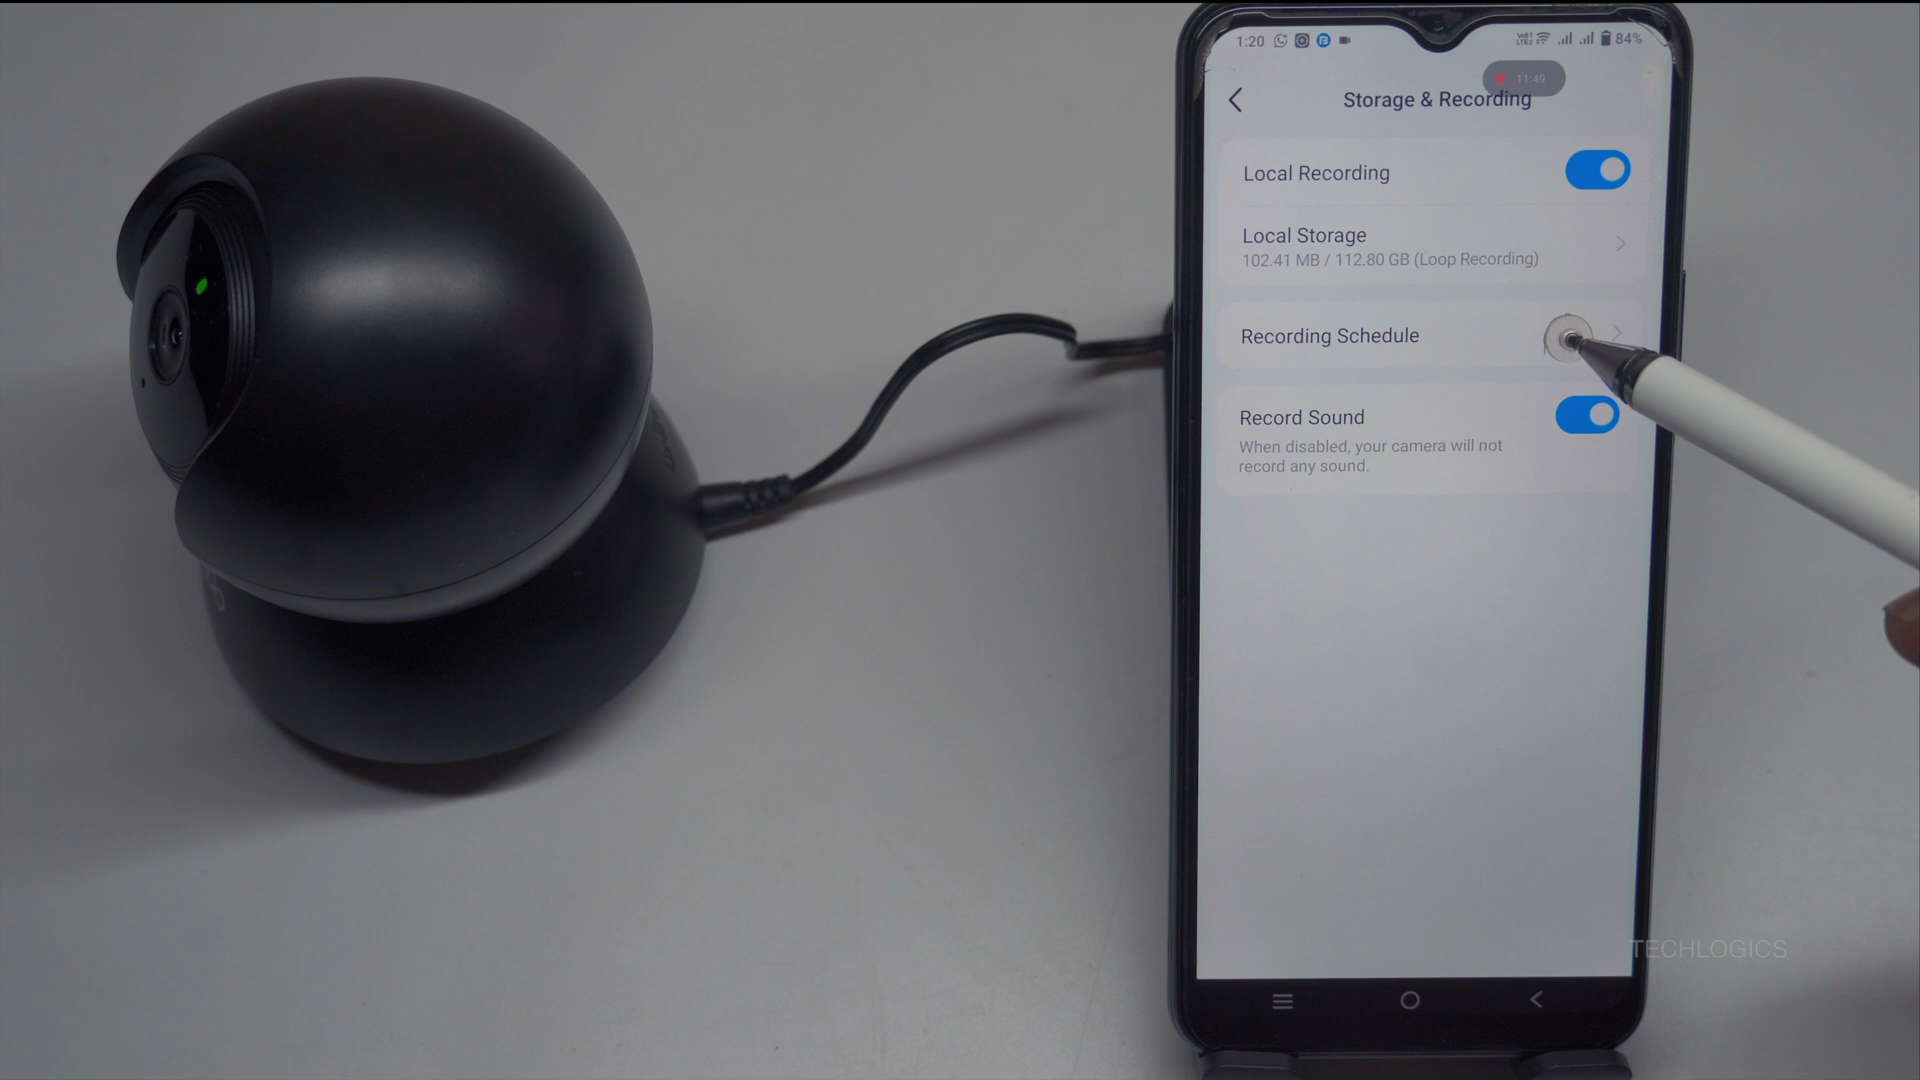 1:20
VoLTE2 84%
11:49
Storage & Recording
Local Recording
Local Storage
102.41 MB / 112.80 GB (Loop Recording)
Recording Schedule
Record Sound
When disabled, your camera will not
record any sound.
TECHLOGICS